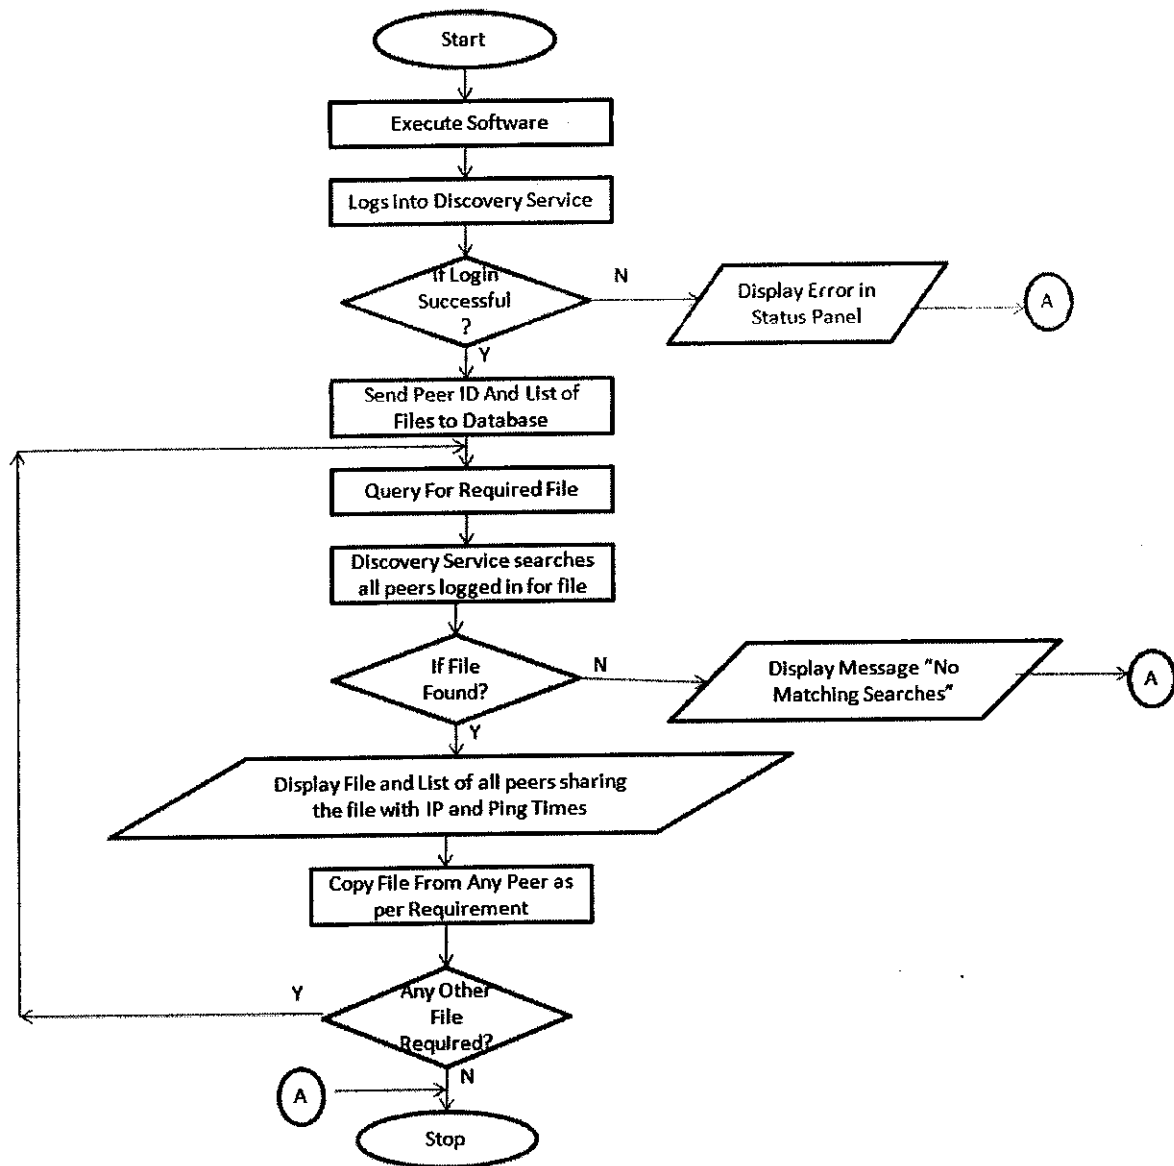 Start
Execute Software
Logs into Discovery Service
If Login
Successful
?
N
Display Error in
Status Panel
A
Y
Send Peer ID And List of
Files to Database
Query For Required File
Discovery Service searches
all peers logged in for file
If File
Found?
N
Display Message “No
Matching Searches”
A
Y
Display File and List of all peers sharing
the file with IP and Ping Times
Copy File From Any Peer as
per Requirement
Y
Any Other
File
Required?
N
A
Stop